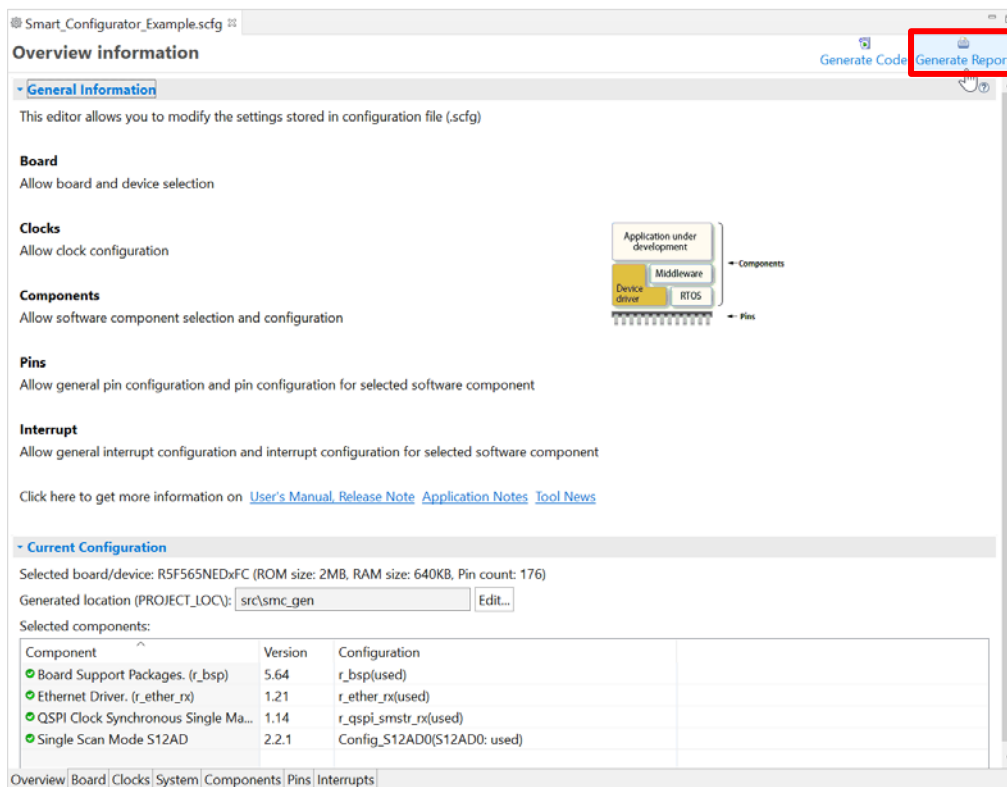 Smart_Configurator_Example.scfg
Overview information
Generate Code Generate Repor
General Information
This editor allows you to modify the settings stored in configuration file (.scfg)
Board
Allow board and device selection
Clocks
Allow clock configuration
Components
Allow software component selection and configuration
Application under
development
Middleware
Device
driver
RTOS
Components
Pins
Pins
Allow general pin configuration and pin configuration for selected software component
Interrupt
Allow general interrupt configuration and interrupt configuration for selected software component
Click here to get more information on User's Manual, Release Note Application Notes Tool News
Current Configuration
Selected board/device: R5F565NEDxFC (ROM size: 2MB, RAM size: 640KB, Pin count: 176)
Generated location (PROJECT_LOC\): src\smc_gen Edit...
Selected components:
Component Version Configuration
Board Support Packages. (r_bsp) 5.64 r_bsp(used)
Ethernet Driver. (r_ether_rx) 1.21 r_ether_rx(used)
QSPI Clock Synchronous Single Ma... 1.14 r_qspi_smstr_rx(used)
Single Scan Mode S12AD 2.2.1 Config_S12AD0(S12AD0: used)
Overview Board Clocks System Components Pins Interrupts